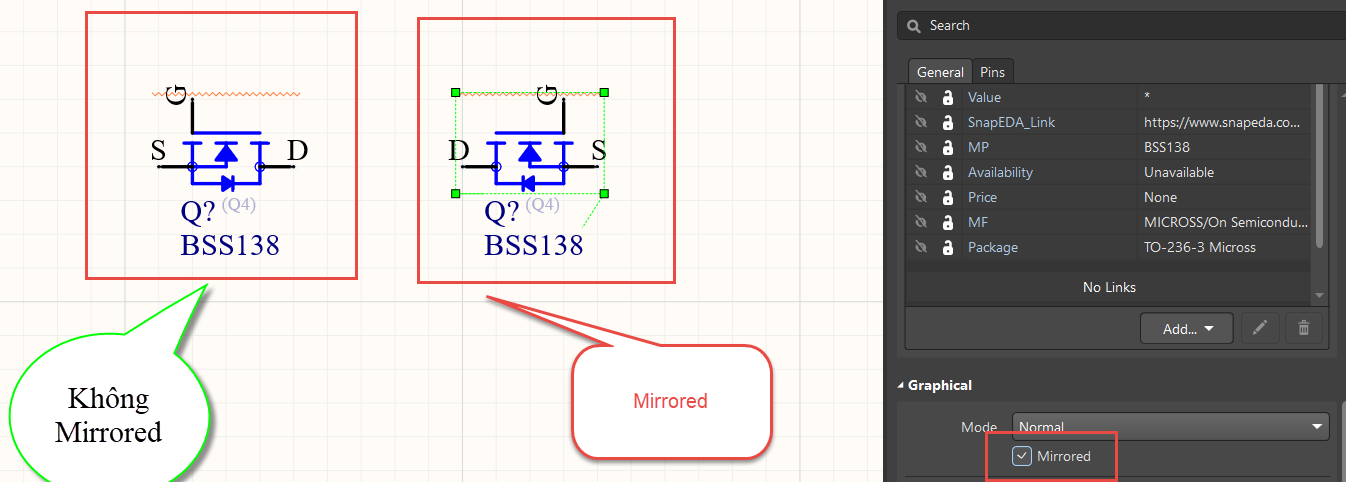 G
S
D
Q? (Q4)
BSS138
Không
Mirrored
G
D
S
Q? (Q4)
BSS138
Mirrored
Search
General Pins
Value *
SnapEDA_Link https://www.snapeda.co...
MP BSS138
Availability Unavailable
Price None
MF MICROSS/On Semicondu...
Package TO-236-3 Micross
No Links
Add...
Graphical
Mode Normal
Mirrored